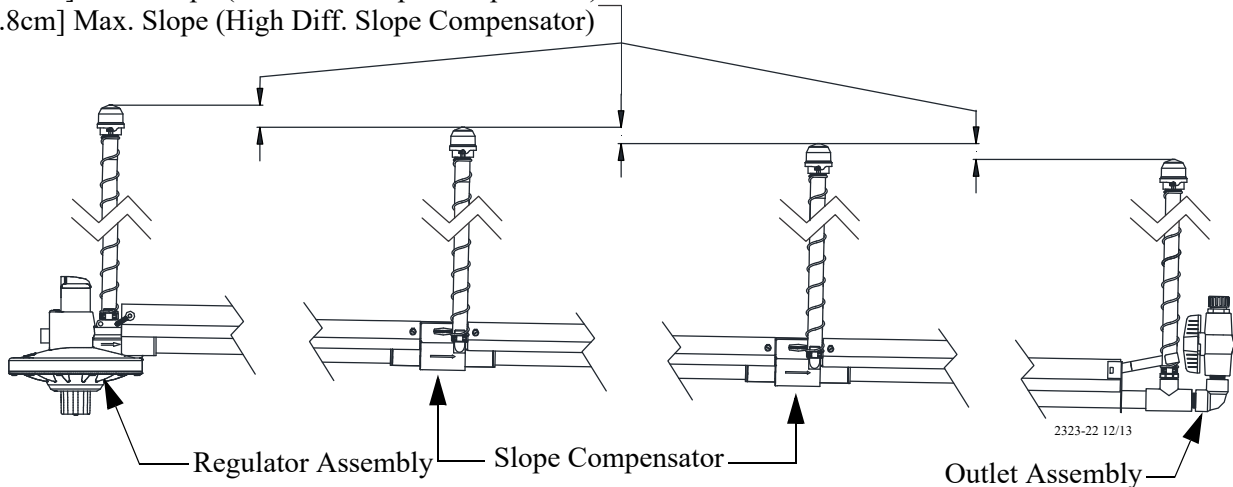 .8cm] Max. Slope (High Diff. Slope Compensator)
2323-22 12/13
Regulator Assembly
Slope Compensator
Outlet Assembly